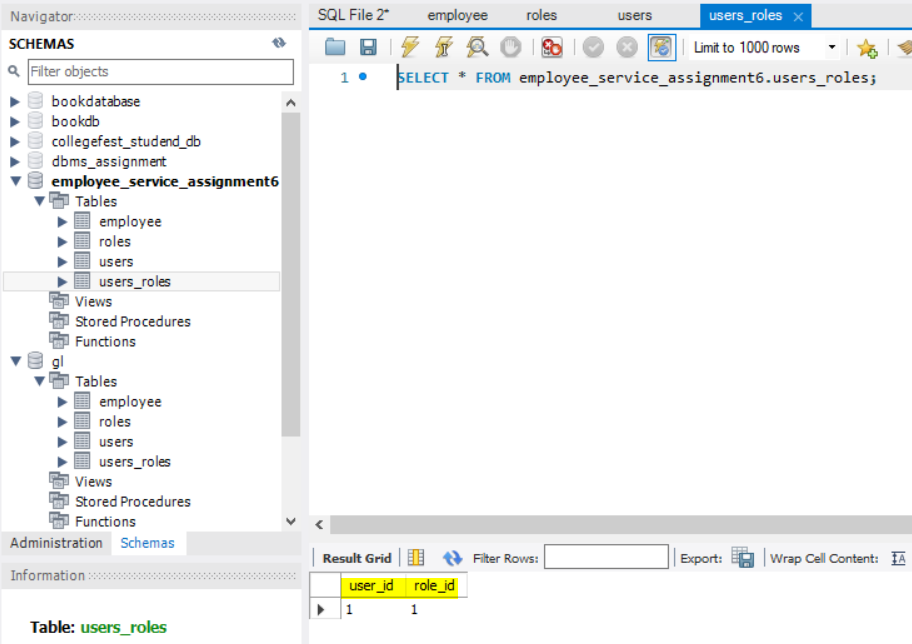 Navigator
SCHEMAS
Filter objects
bookdatabase
bookdb
collegefest_studend_db
dbms_assignment
employee_service_assignment6
Tables
employee
roles
users
users_roles
Views
Stored Procedures
Functions
gl
Tables
employee
roles
users
users_roles
Views
Stored Procedures
Functions
Administration Schemas
Information
Table: users_roles
SQL File 2* employee roles users users_roles
Limit to 1000 rows
1 SELECT * FROM employee_service_assignment6.users_roles;
Result Grid Filter Rows: Export: Wrap Cell Content: IA
user_id role_id
1 1